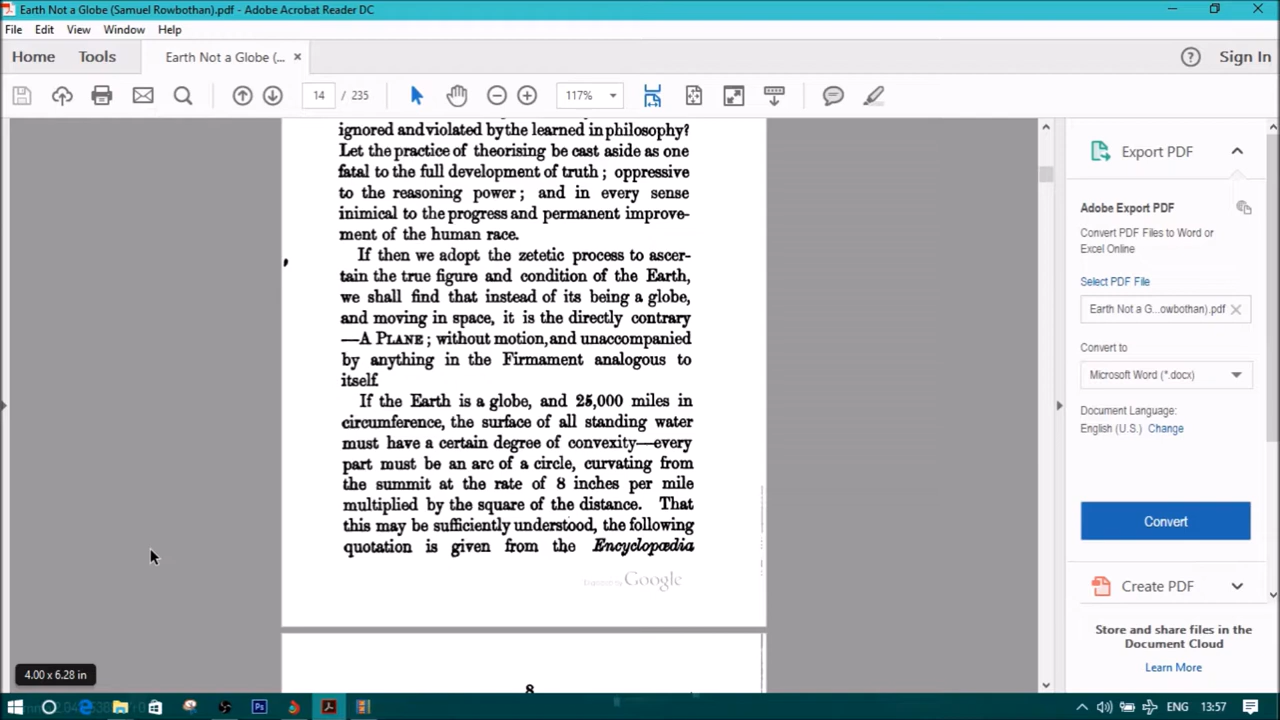 Earth Not a Globe (Samuel Rowbothan).pdf - Adobe Acrobat Reader DC
File Edit View Window Help
Home Tools Earth Not a Globe (... × Sign In
14 / 235 117%
ignored and violated by the learned in philosophy?
Let the practice of theorising be cast aside as one
fatal to the full development of truth; oppressive
to the reasoning power; and in every sense
inimical to the progress and permanent improve-
ment of the human race.
If then we adopt the zetetic process to ascer-
tain the true figure and condition of the Earth,
we shall find that instead of its being a globe,
and moving in space, it is the directly contrary
—A PLANE; without motion, and unaccompanied
by anything in the Firmament analogous to
itself.
If the Earth is a globe, and 25,000 miles in
circumference, the surface of all standing water
must have a certain degree of convexity—every
part must be an arc of a circle, curvating from
the summit at the rate of 8 inches per mile
multiplied by the square of the distance. That
this may be sufficiently understood, the following
quotation is given from the Encyclopædia
Google
8
4.00 x 6.28 in
Export PDF
Adobe Export PDF
Convert PDF Files to Word or
Excel Online
Select PDF File
Earth Not a G...owbothan).pdf
Convert to
Microsoft Word (*.docx)
Document Language:
English (U.S.) Change
Convert
Create PDF
Store and share files in the
Document Cloud
Learn More
ENG 13:57